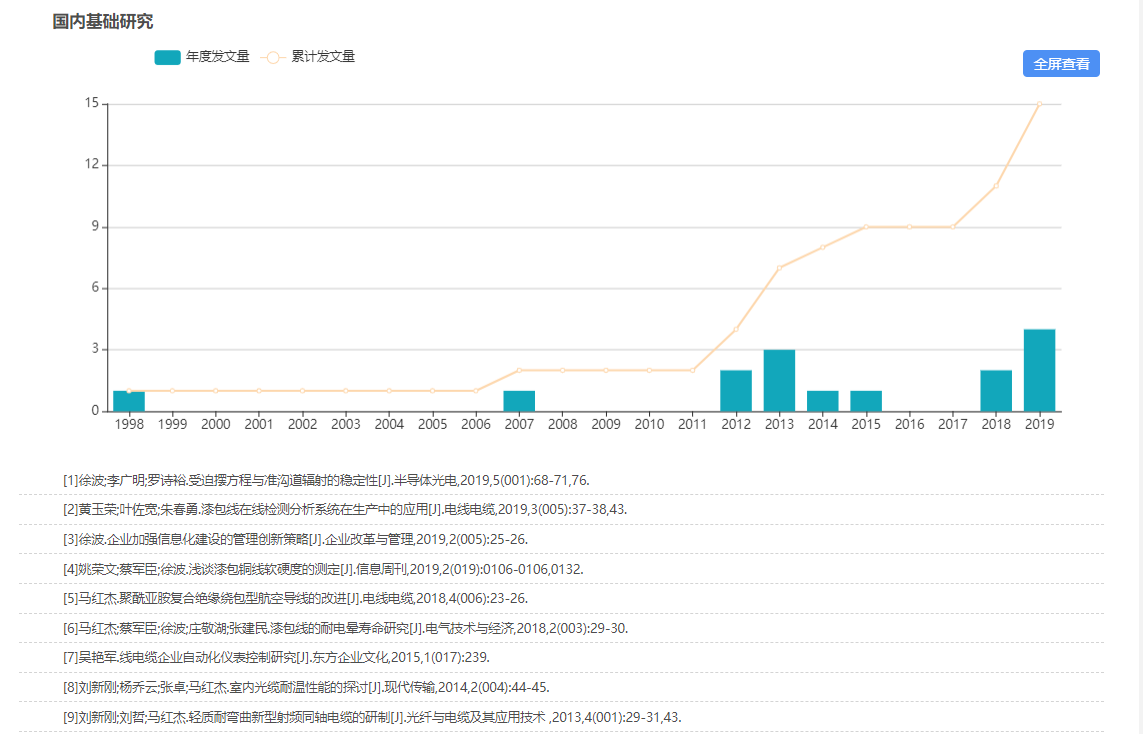 国内基础研究
年度发文量 累计发文量
全屏查看
15
12
9
6
3
0
1998 1999 2000 2001 2002 2003 2004 2005 2006 2007 2008 2009 2010 2011 2012 2013 2014 2015 2016 2017 2018 2019
[1]徐波;李广明;罗诗裕.受迫摆方程与准沟道辐射的稳定性[J].半导体光电,2019,5(001):68-71,76.
[2]黄玉荣;叶佐宽;朱春勇.漆包线在线检测分析系统在生产中的应用[J].电线电缆,2019,3(005):37-38,43.
[3]徐波.企业加强信息化建设的管理创新策略[J].企业改革与管理,2019,2(005):25-26.
[4]姚荣文;蔡军臣;徐波.浅谈漆包铜线软硬度的测定[J].信息周刊,2019,2(019):0106-0106,0132.
[5]马红杰.聚酰亚胺复合绝缘绕包型航空导线的改进[J].电线电缆,2018,4(006):23-26.
[6]马红杰;蔡军臣;徐波;庄敬湖;张建民.漆包线的耐电晕寿命研究[J].电气技术与经济,2018,2(003):29-30.
[7]吴艳军.线电缆企业自动化仪表控制研究[J].东方企业文化,2015,1(017):239.
[8]刘新刚;杨乔云;张卓;马红杰.室内光缆耐温性能的探讨[J].现代传输,2014,2(004):44-45.
[9]刘新刚;刘哲;马红杰.轻质耐弯曲新型射频同轴电缆的研制[J].光纤与电缆及其应用技术 ,2013,4(001):29-31,43.